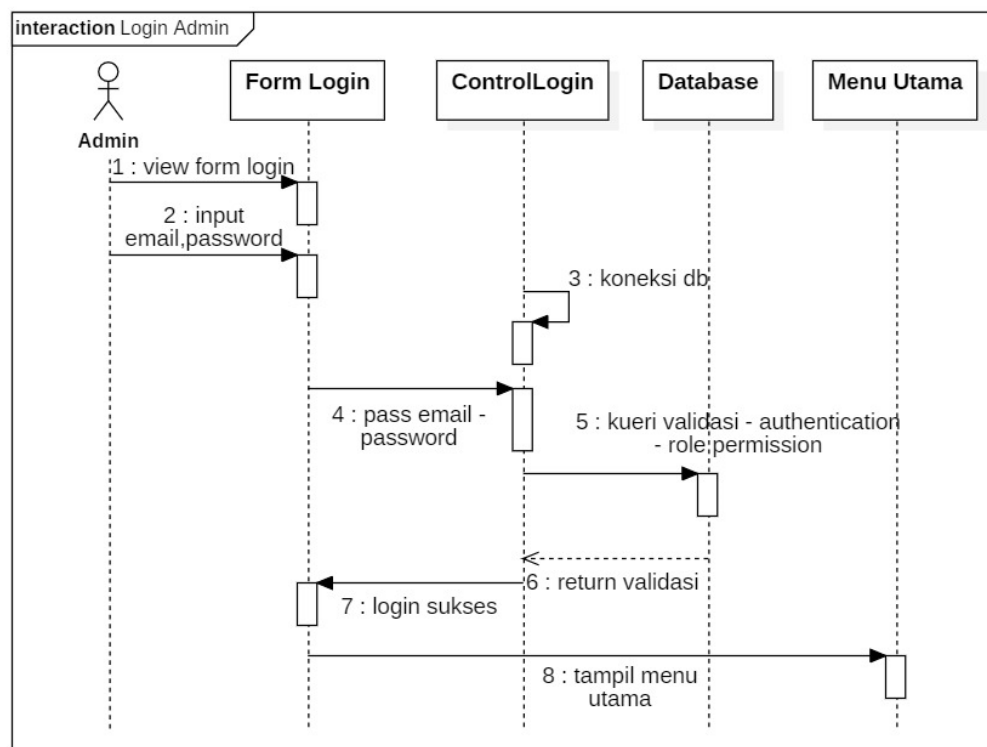 interaction Login Admin
Form Login
ControlLogin
Database
Menu Utama
Admin
1 : view form login
2 : input
email,password
3 : koneksi db
4 : pass email -
password
5 : kueri validasi - authentication
- role permission
6 : return validasi
7 : login sukses
8 : tampil menu
utama